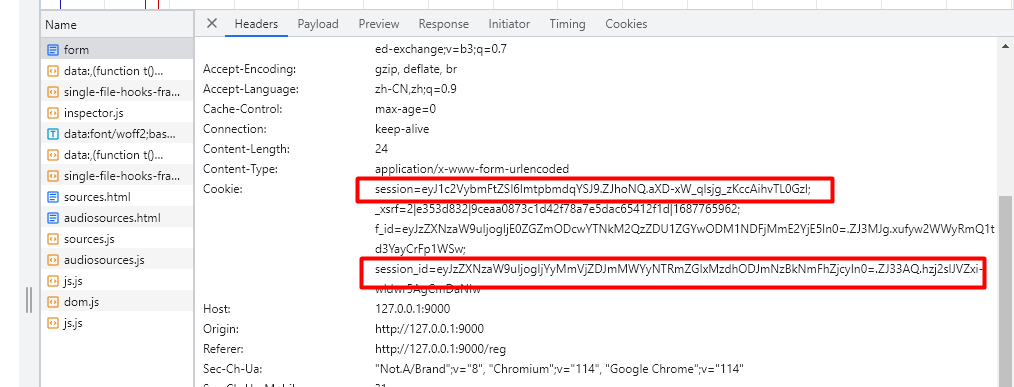 Name
Headers Payload Preview Response Initiator Timing Cookies
form
data:,(function t()...
single-file-hooks-fra...
inspector.js
data:font/woff2;bas...
data:,(function t()...
single-file-hooks-fra...
sources.html
audiosources.html
sources.js
audiosources.js
js.js
dom.js
js.js
ed-exchange;v=b3;q=0.7
Accept-Encoding: gzip, deflate, br
Accept-Language: zh-CN,zh;q=0.9
Cache-Control: max-age=0
Connection: keep-alive
Content-Length: 24
Content-Type: application/x-www-form-urlencoded
Cookie: session=eyJ1c2VybmFtZSI6ImtpbmdqYSJ9.ZJhoNQ.aXD-xW_qlsjg_zKccAihvTL0GzI;
_xsrf=2|e353d832|9ceaa0873c1d42f78a7e5dac65412f1d|1687765962;
f_id=eyJzZXNzaW9uIjogIjE0ZGZmODcwYTNkM2QzZDU1ZGYwODM1NDFjMmE2YjE5In0=.ZJ3MJg.xufyw2WWyRmQ1t
d3YayCrFp1WSw;
session_id=eyJzZXNzaW9uIjogIjYyMmVjZDJmMWYyNTRmZGIxMzdhODJmNzBkNmFhZjcyIn0=.ZJ33AQ.hzj2slJVZxi-
wldwr5AgCmDaNlw
Host: 127.0.0.1:9000
Origin: http://127.0.0.1:9000
Referer: http://127.0.0.1:9000/reg
Sec-Ch-Ua: "Not.A/Brand";v="8", "Chromium";v="114", "Google Chrome";v="114"